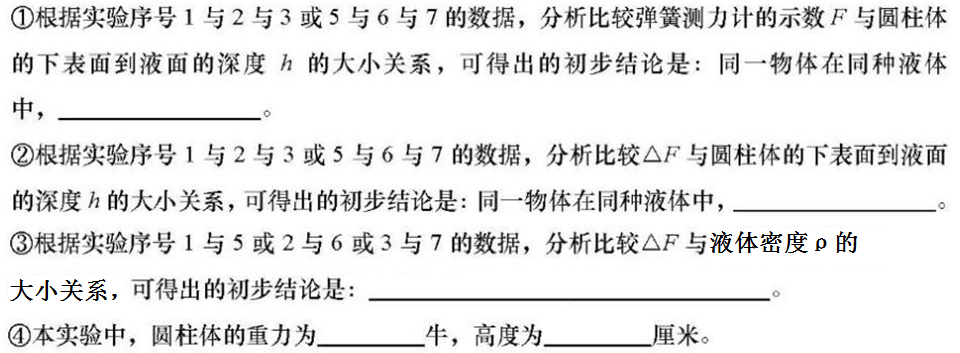 ①根据实验序号1与2与3或5与6与7的数据，分析比较弹簧测力计的示数F与圆柱体
的下表面到液面的深度 h 的大小关系，可得出的初步结论是：同一物体在同种液体
中，________________。
②根据实验序号1与2与3或5与6与7的数据，分析比较△F与圆柱体的下表面到液面
的深度h的大小关系，可得出的初步结论是：同一物体在同种液体中，________________。
③根据实验序号1与5或2与6或3与7的数据，分析比较△F与液体密度ρ的
大小关系，可得出的初步结论是：________________________________。
④本实验中，圆柱体的重力为________牛，高度为________厘米。